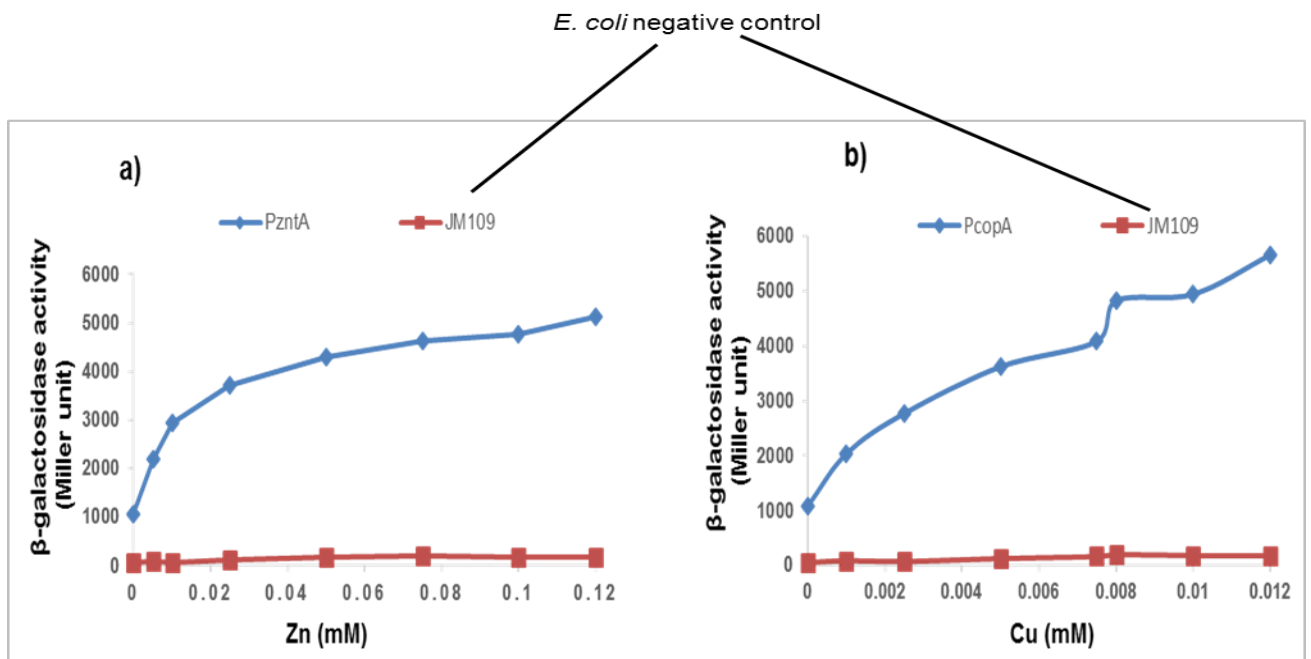 E. coli negative control
a)
PzntA JM109
β-galactosidase activity
(Miller unit)
6000
5000
4000
3000
2000
1000
0
0 0.02 0.04 0.06 0.08 0.1 0.12
Zn (mM)
b)
PcopA JM109
β-galactosidase activity
(Miller unit)
6000
5000
4000
3000
2000
1000
0
0 0.002 0.004 0.006 0.008 0.01 0.012
Cu (mM)